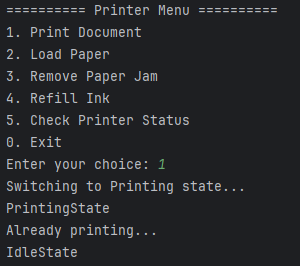 ========== Printer Menu ==========
1. Print Document
2. Load Paper
3. Remove Paper Jam
4. Refill Ink
5. Check Printer Status
0. Exit
Enter your choice: 1
Switching to Printing state...
PrintingState
Already printing...
IdleState